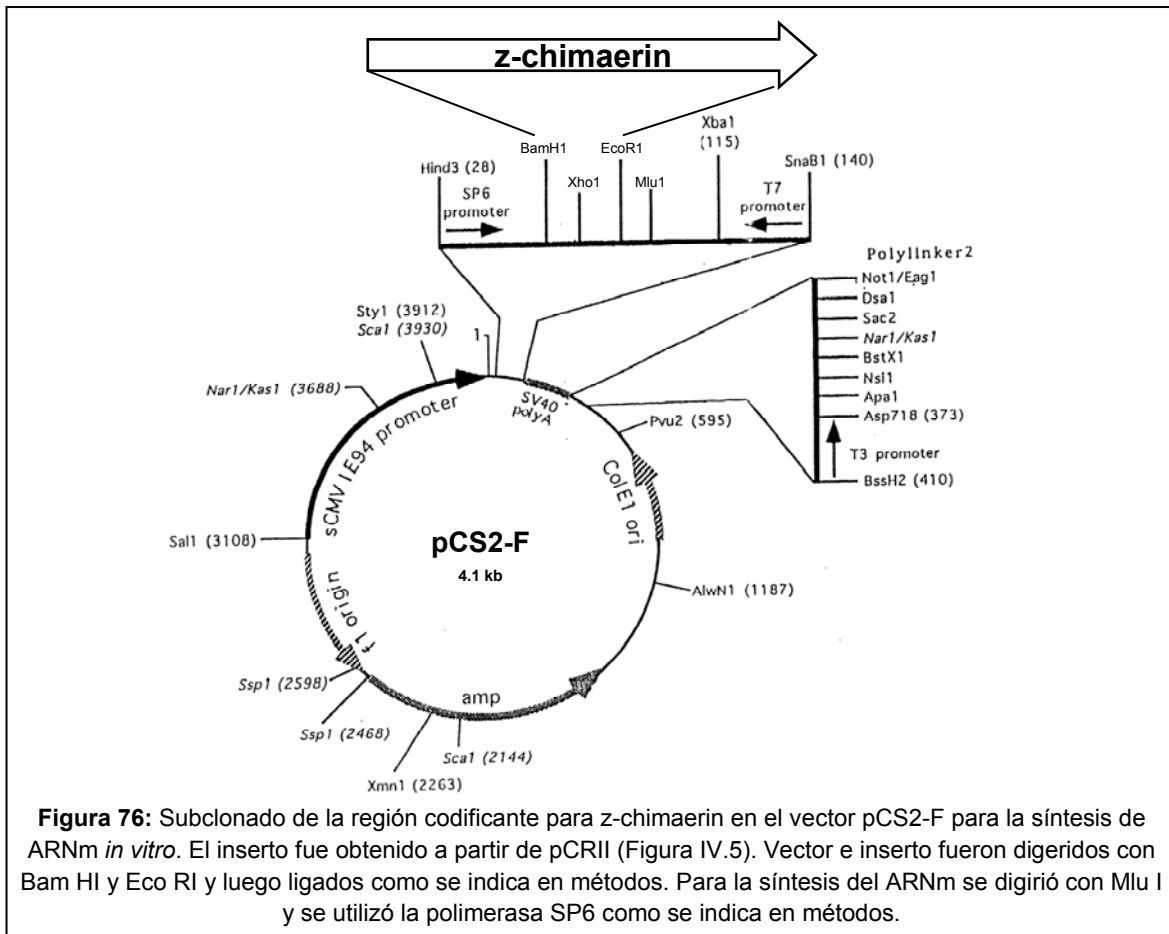 z-chimaerin
Xba1
(115)
BamH1
EcoR1
SnaB1 (140)
Hind3 (28)
Xho1
Mlu1
SP6
promoter
T7
promoter
Polylinker2
Not1/Eag1
Dsa1
Sac2
Nar1/Kas1
BstX1
Nsi1
Apa1
Asp718 (373)
T3 promoter
BssH2 (410)
Sty1 (3912)
Sca1 (3930)
1
Nar1/Kas1 (3688)
SV40
polyA
Pvu2 (595)
sCMV IE94 promoter
ColE1 ori
Sal1 (3108)
pCS2-F
4.1 kb
AlwN1 (1187)
f1 origin
Ssp1 (2598)
amp
Ssp1 (2468)
Sca1 (2144)
Xmn1 (2263)
Figura 76: Subclonado de la región codificante para z-chimaerin en el vector pCS2-F para la síntesis de
ARNm in vitro. El inserto fue obtenido a partir de pCRII (Figura IV.5). Vector e inserto fueron digeridos con
Bam HI y Eco RI y luego ligados como se indica en métodos. Para la síntesis del ARNm se digirió con Mlu I
y se utilizó la polimerasa SP6 como se indica en métodos.